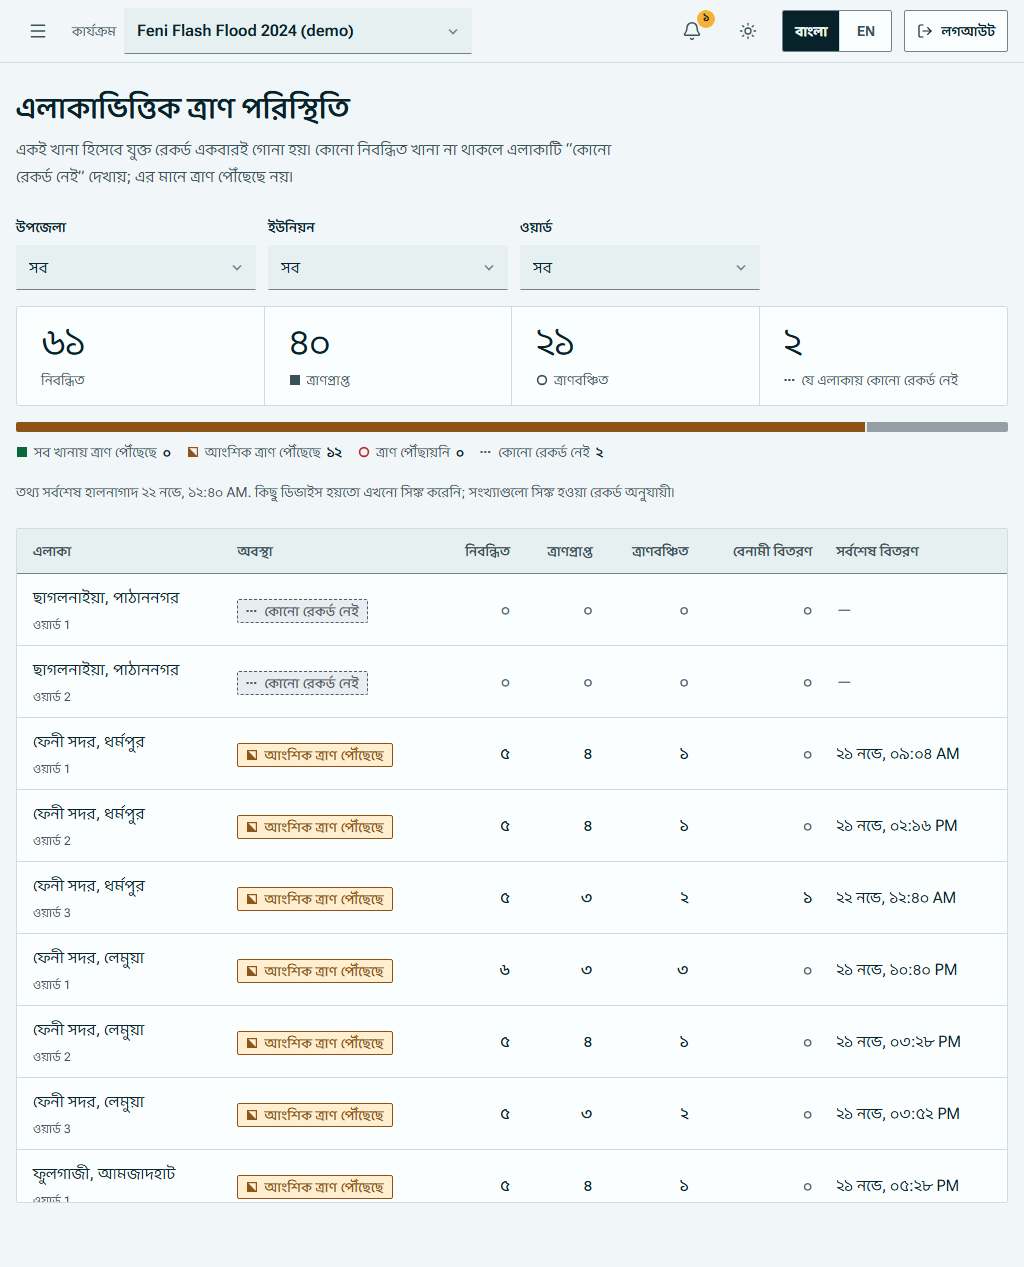 কার্যক্রম Feni Flash Flood 2024 (demo) ১ বাংলা EN লগআউট
এলাকাভিত্তিক ত্রাণ পরিস্থিতি
একই খানা হিসেবে যুক্ত রেকর্ড একবারই গোনা হয়। কোনো নিবন্ধিত খানা না থাকলে এলাকাটি “কোনো
রেকর্ড নেই” দেখায়; এর মানে ত্রাণ পৌঁছেছে নয়।
উপজেলা ইউনিয়ন ওয়ার্ড
সব সব সব
৬১ ৪০ ২১ ২
নিবন্ধিত ত্রাণপ্রাপ্ত ত্রাণবঞ্চিত যে এলাকায় কোনো রেকর্ড নেই
সব খানায় ত্রাণ পৌঁছেছে ০ আংশিক ত্রাণ পৌঁছেছে ১২ ত্রাণ পৌঁছায়নি ০ কোনো রেকর্ড নেই ২
তথ্য সর্বশেষ হালনাগাদ ২২ নভে, ১২:৪০ AM. কিছু ডিভাইস হয়তো এখনো সিঙ্ক করেনি; সংখ্যাগুলো সিঙ্ক হওয়া রেকর্ড অনুযায়ী।
এলাকা অবস্থা নিবন্ধিত ত্রাণপ্রাপ্ত ত্রাণবঞ্চিত বেনামী বিতরণ সর্বশেষ বিতরণ
ছাগলনাইয়া, পাঠাননগর
ওয়ার্ড 1
কোনো রেকর্ড নেই ০ ০ ০ ০ —
ছাগলনাইয়া, পাঠাননগর
ওয়ার্ড 2
কোনো রেকর্ড নেই ০ ০ ০ ০ —
ফেনী সদর, ধর্মপুর
ওয়ার্ড 1
আংশিক ত্রাণ পৌঁছেছে ৫ ৪ ১ ০ ২১ নভে, ০৯:০৪ AM
ফেনী সদর, ধর্মপুর
ওয়ার্ড 2
আংশিক ত্রাণ পৌঁছেছে ৫ ৪ ১ ০ ২১ নভে, ০২:১৬ PM
ফেনী সদর, ধর্মপুর
ওয়ার্ড 3
আংশিক ত্রাণ পৌঁছেছে ৫ ৩ ২ ১ ২২ নভে, ১২:৪০ AM
ফেনী সদর, লেমুয়া
ওয়ার্ড 1
আংশিক ত্রাণ পৌঁছেছে ৬ ৩ ৩ ০ ২১ নভে, ১০:৪০ PM
ফেনী সদর, লেমুয়া
ওয়ার্ড 2
আংশিক ত্রাণ পৌঁছেছে ৫ ৪ ১ ০ ২১ নভে, ০৩:২৮ PM
ফেনী সদর, লেমুয়া
ওয়ার্ড 3
আংশিক ত্রাণ পৌঁছেছে ৫ ৩ ২ ০ ২১ নভে, ০৩:৫২ PM
ফুলগাজী, আমজাদহাট
ওয়ার্ড 1
আংশিক ত্রাণ পৌঁছেছে ৫ ৪ ১ ০ ২১ নভে, ০৫:২৮ PM